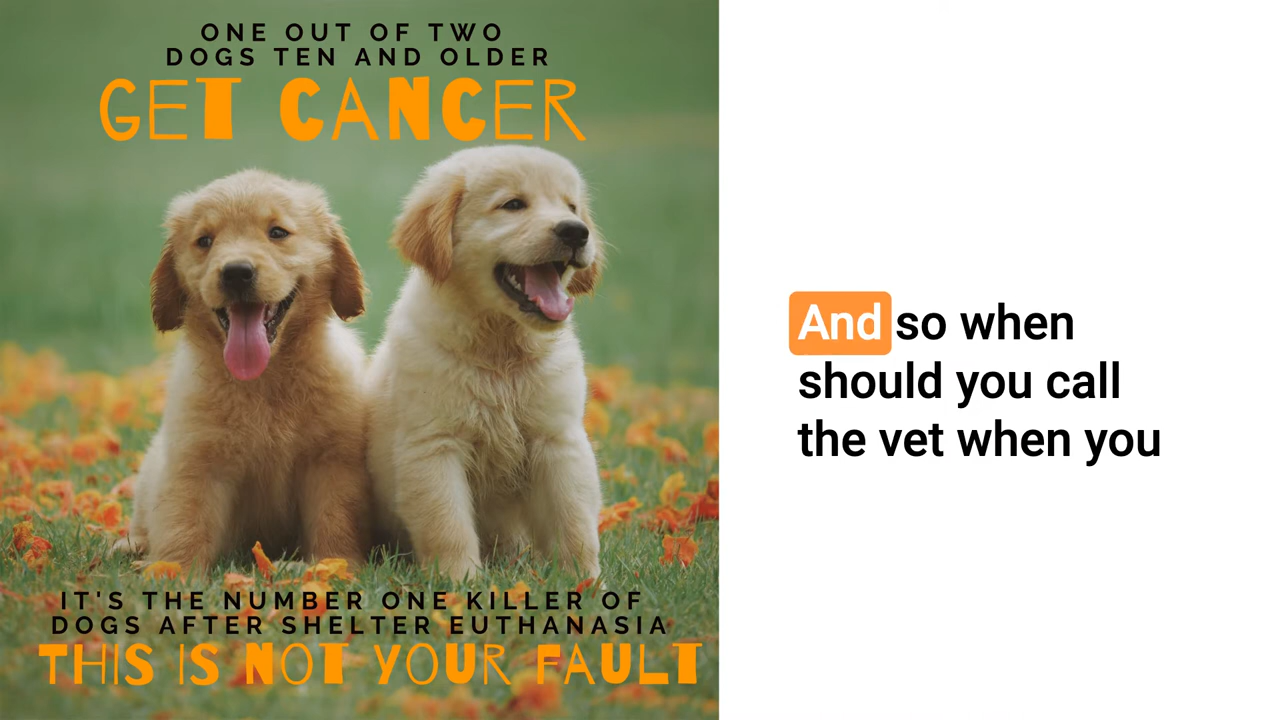 ONE OUT OF TWO
DOGS TEN AND OLDER
GET CANCER
IT'S THE NUMBER ONE KILLER OF
DOGS AFTER SHELTER EUTHANASIA
THIS IS NOT YOUR FAULT
And so when
should you call
the vet when you